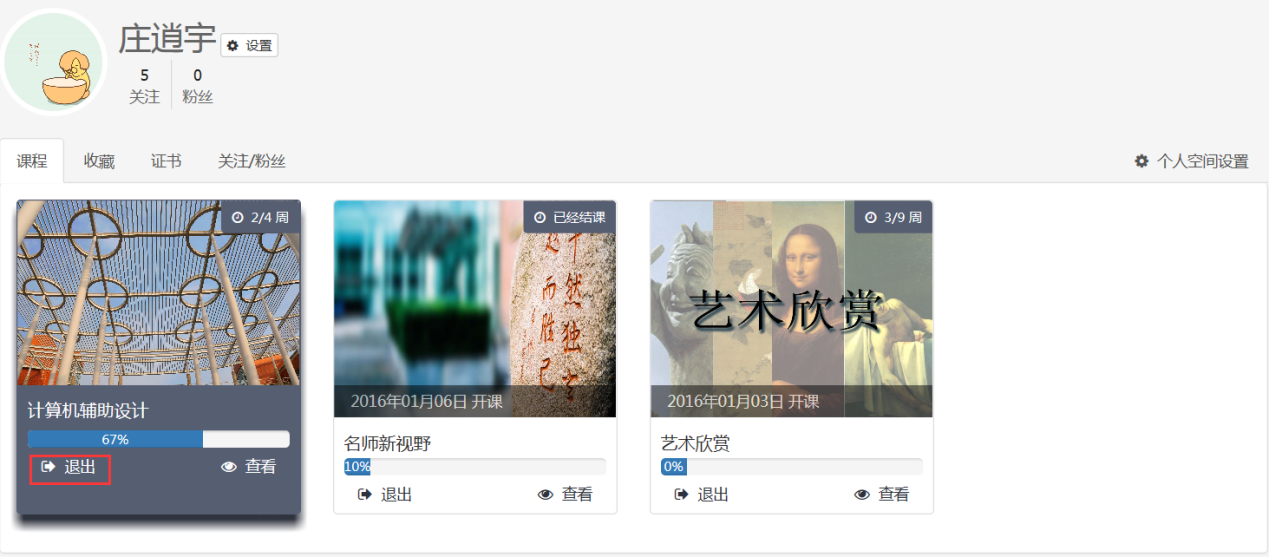 庄逍宇 设置
5 0
关注 粉丝
课程 收藏 证书 关注/粉丝 个人空间设置
2/4 周 已经结课 3/9 周
然
而 独
胜
己
艺术欣赏
2016年01月06日 开课 2016年01月03日 开课
计算机辅助设计
67%
名师新视野 艺术欣赏
10% 0%
退出 查看
退出 查看 退出 查看